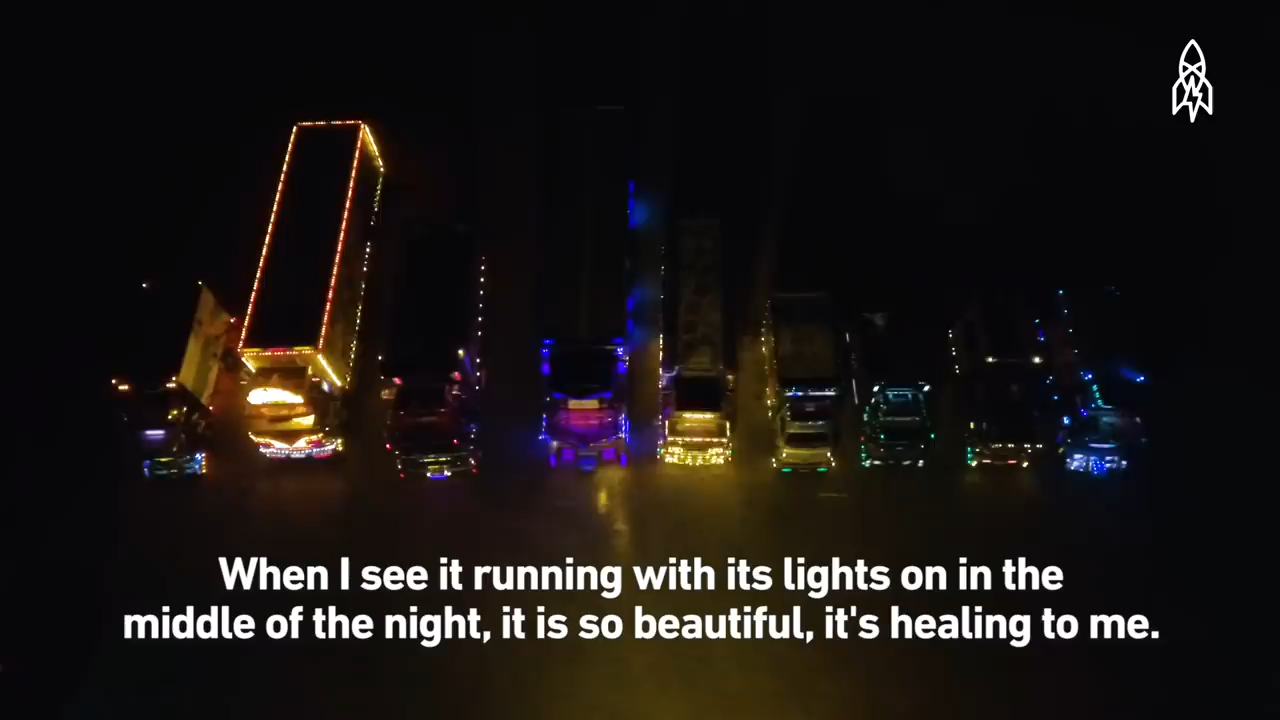 When I see it running with its lights on in the
middle of the night, it is so beautiful, it's healing to me.